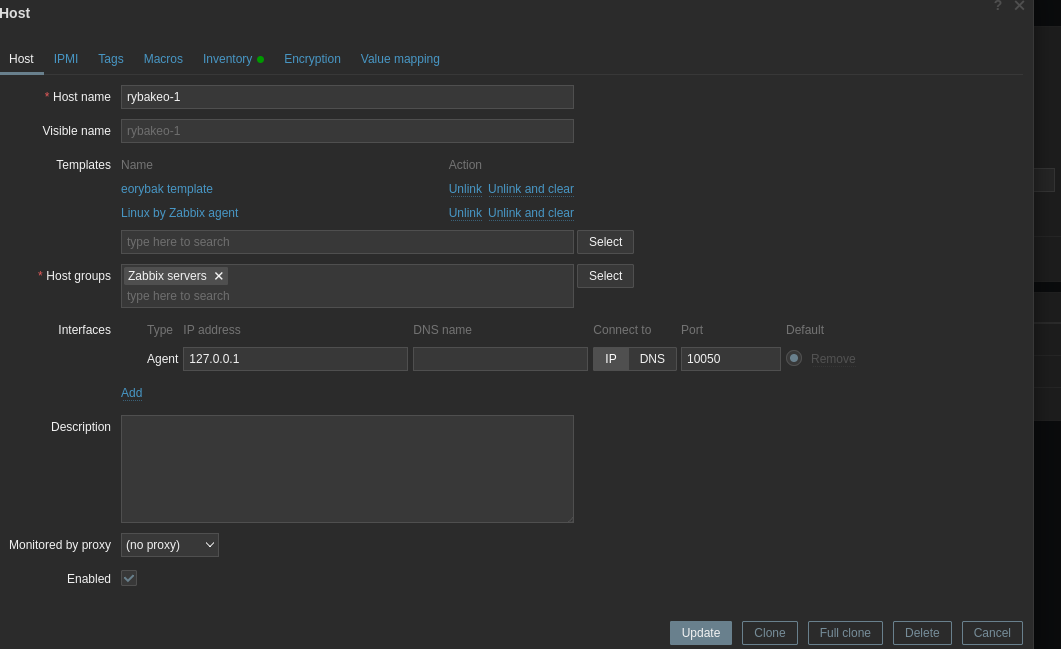 Host ? ✕
Host IPMI Tags Macros Inventory Encryption Value mapping
* Host name rybakeo-1
Visible name rybakeo-1
Templates Name Action
eorybak template Unlink Unlink and clear
Linux by Zabbix agent Unlink Unlink and clear
type here to search Select
* Host groups Zabbix servers ✕ Select
type here to search
Interfaces Type IP address DNS name Connect to Port Default
Agent 127.0.0.1 IP DNS 10050 Remove
Add
Description
Monitored by proxy (no proxy)
Enabled
Update Clone Full clone Delete Cancel